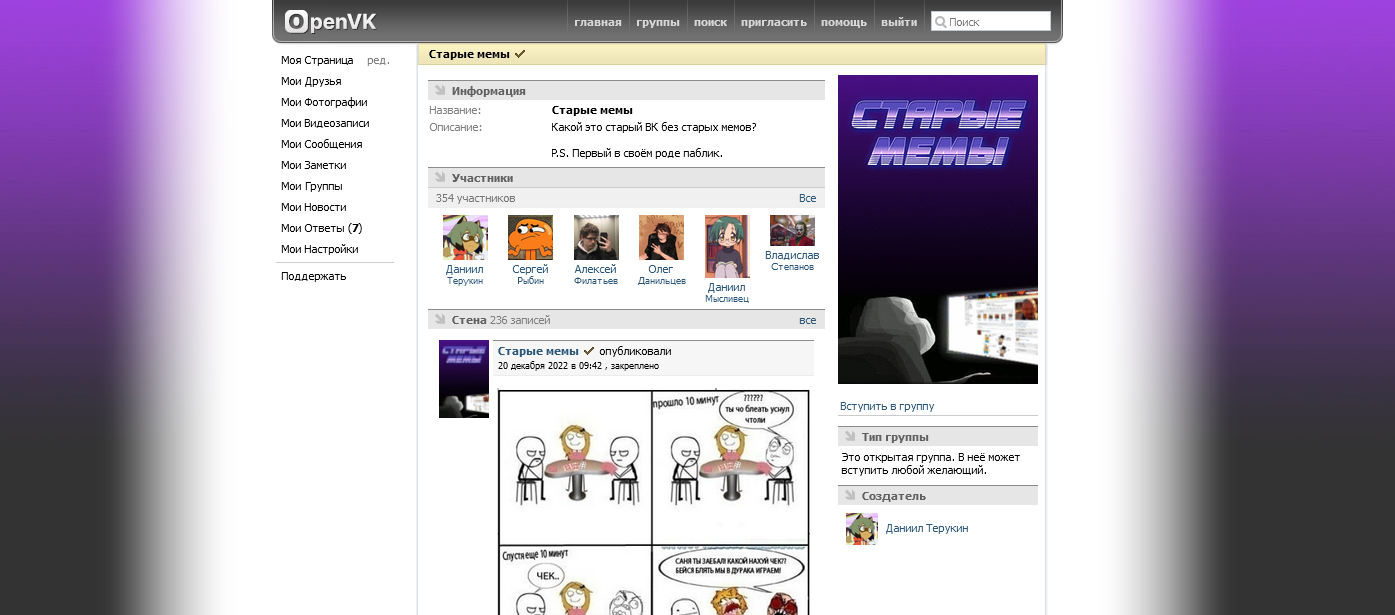 OpenVK
главная
группы
поиск
пригласить
помощь
выйти
Поиск
Моя Страница ред.
Мои Друзья
Мои Фотографии
Мои Видеозаписи
Мои Сообщения
Мои Заметки
Мои Группы
Мои Новости
Мои Ответы (7)
Мои Настройки
Поддержать
Старые мемы
Информация
Название: Старые мемы
Описание: Какой это старый ВК без старых мемов?
P.S. Первый в своём роде паблик.
Участники
354 участников Все
Даниил
Терукин
Сергей
Рыбин
Алексей
Филатьев
Олег
Данильцев
Даниил
Мысливец
Владислав
Степанов
Стена 236 записей все
СТАРЫЕ
МЕМЫ
Старые мемы опубликовали
20 декабря 2022 в 09:42 , закреплено
прошло 10 минут
??????
ты чо блеать уснул
чтоли
Спустя еще 10 минут
ЧЕК..
САНЯ ТЫ ЗАЕБАЛ! КАКОЙ НАХУЙ ЧЕК??
БЕЙСЯ БЛЯТЬ МЫ В ДУРАКА ИГРАЕМ!
СТАРЫЕ
МЕМЫ
Вступить в группу
Тип группы
Это открытая группа. В неё может
вступить любой желающий.
Создатель
Даниил Терукин